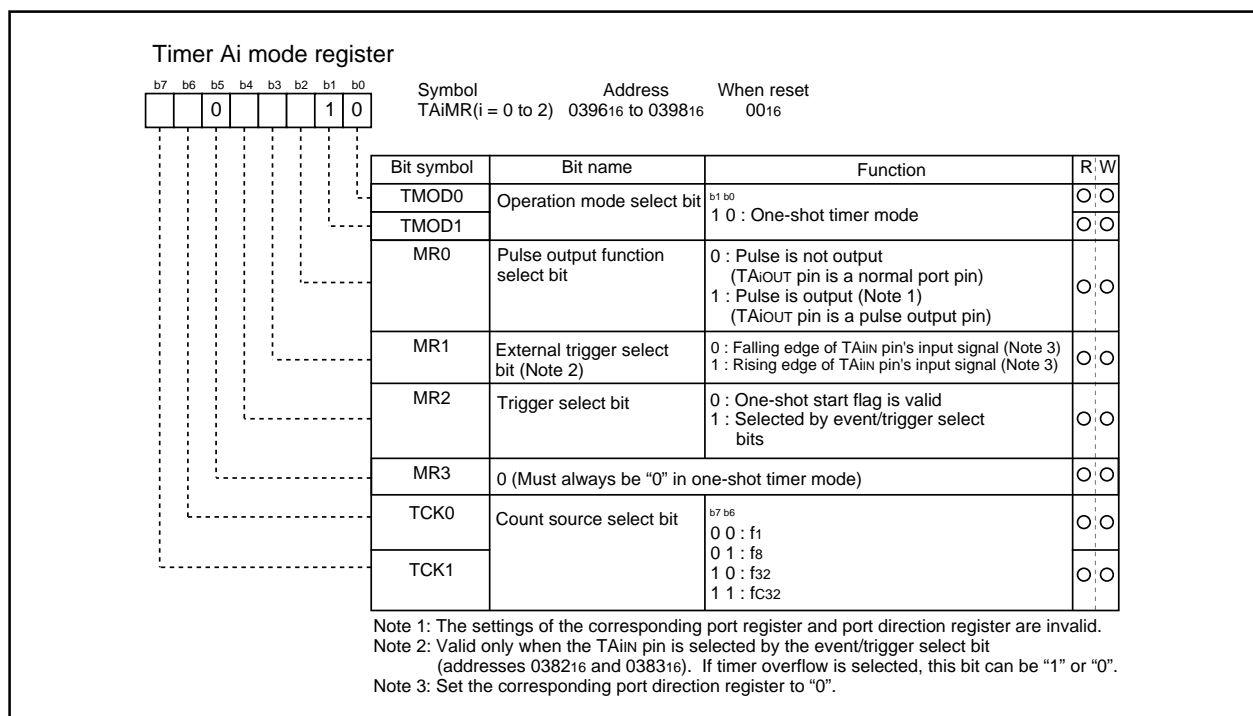 Timer Ai mode register
b7 b6 b5 b4 b3 b2 b1 b0
0 1 0
Symbol Address When reset
TAiMR(i = 0 to 2) 039616 to 039816 0016
Bit symbol Bit name Function R W
TMOD0 Operation mode select bit b1 b0
1 0 : One-shot timer mode
TMOD1
MR0 Pulse output function select bit 0 : Pulse is not output
(TAiOUT pin is a normal port pin)
1 : Pulse is output (Note 1)
(TAiOUT pin is a pulse output pin)
MR1 External trigger select bit (Note 2) 0 : Falling edge of TAiIN pin's input signal (Note 3)
1 : Rising edge of TAiIN pin's input signal (Note 3)
MR2 Trigger select bit 0 : One-shot start flag is valid
1 : Selected by event/trigger select
bits
MR3 0 (Must always be “0” in one-shot timer mode)
TCK0 Count source select bit b7 b6
0 0 : f1
0 1 : f8
TCK1 1 0 : f32
1 1 : fC32
Note 1: The settings of the corresponding port register and port direction register are invalid.
Note 2: Valid only when the TAiIN pin is selected by the event/trigger select bit
(addresses 038216 and 038316). If timer overflow is selected, this bit can be “1” or “0”.
Note 3: Set the corresponding port direction register to “0”.